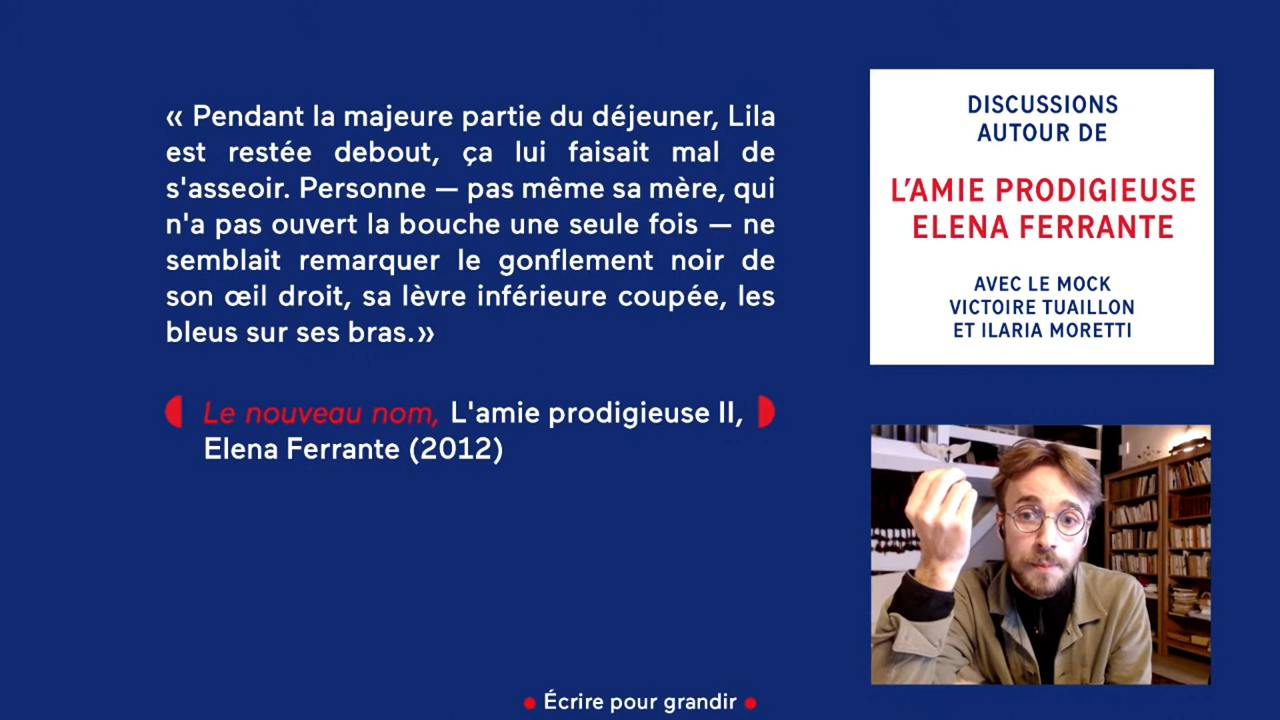 « Pendant la majeure partie du déjeuner, Lila
est restée debout, ça lui faisait mal de
s'asseoir. Personne — pas même sa mère, qui
n'a pas ouvert la bouche une seule fois — ne
semblait remarquer le gonflement noir de
son œil droit, sa lèvre inférieure coupée, les
bleus sur ses bras.»
Le nouveau nom, L'amie prodigieuse II,
Elena Ferrante (2012)
DISCUSSIONS
AUTOUR DE
L'AMIE PRODIGIEUSE
ELENA FERRANTE
AVEC LE MOCK
VICTOIRE TUAILLON
ET ILARIA MORETTI
Écrire pour grandir